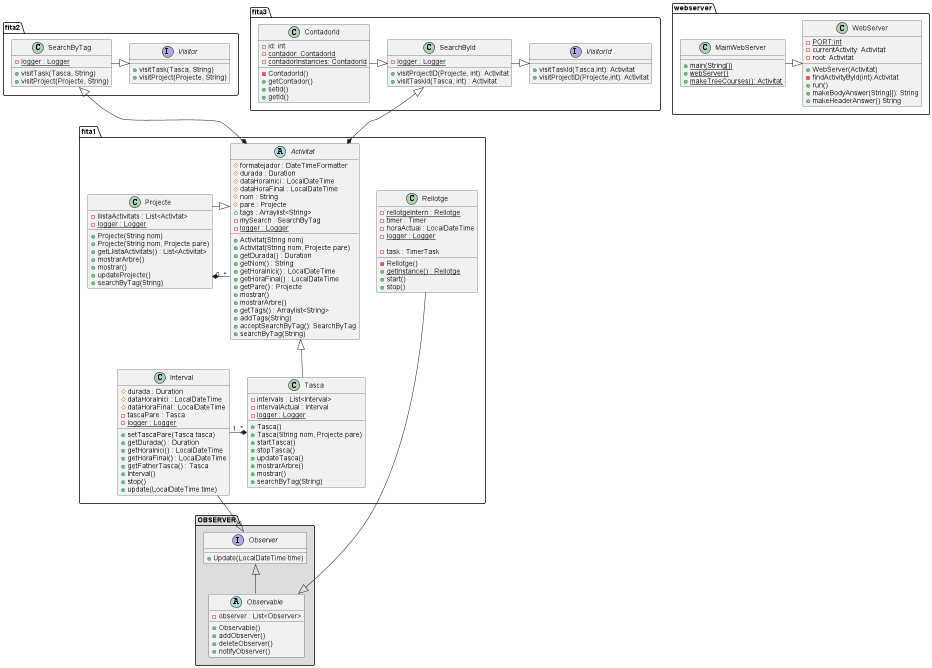 fita2
C SearchByTag
logger : Logger
visitTask(Tasca, String)
visitProject(Projecte, String)
I Visitor
visitTask(Tasca, String)
visitProject(Projecte, String)
fita3
C ContadorId
id: int
contador: ContadorId
contadorInstancies: ContadorId
ContadorId()
getContador()
setId()
getId()
C SearchById
logger : Logger
visitProjectID(Projecte, int): Activitat
visitTaskId(Tasca, int) : Activitat
I VisitorId
visitTaskId(Tasca,int): Activitat
visitProjectID(Projecte,int): Activitat
webserver
C MainWebServer
main(String[])
webServer()
makeTreeCourses(): Activitat
C WebServer
PORT:int
currentActivity: Activitat
root: Activitat
WebServer(Activitat)
findActivityById(int):Activitat
run()
makeBodyAnswer(String[]): String
makeHeaderAnswer() String
fita1
A Activitat
formatejador : DateTimeFormatter
durada : Duration
dataHoraInici : LocalDateTime
dataHoraFinal : LocalDateTime
nom : String
pare : Projecte
tags : Arraylist<String>
mySearch : SearchByTag
logger : Logger
Activitat(String nom)
Activitat(String nom, Projecte pare)
getDurada() : Duration
getNom() : String
getHoraInici() : LocalDateTime
getHoraFinal() : LocalDateTime
getPare() : Projecte
mostrar()
mostrarArbre()
getTags() : Arraylist<String>
addTags(String)
acceptSearchByTag(): SearchByTag
searchByTag(String)
C Projecte
llistaActivitats : List<Activtat>
logger : Logger
Projecte(String nom)
Projecte(String nom, Projecte pare)
getLlistaActivitats() : List<Activitat>
mostrarArbre()
mostrar()
updateProjecte()
searchByTag(String)
0..*
C Rellotge
rellotgeIntern : Rellotge
timer : Timer
horaActual : LocalDateTime
logger : Logger
task : TimerTask
Rellotge()
getInstance() : Rellotge
start()
stop()
C Interval
durada : Duration
dataHoraInici : LocalDateTime
dataHoraFinal : LocalDateTime
tascaPare : Tasca
logger : Logger
setTascaPare(Tasca tasca)
getDurada() : Duration
getHoraInici() : LocalDateTime
getHoraFinal() : LocalDateTime
getFatherTasca() : Tasca
Interval()
stop()
update(LocalDateTime time)
1..*
C Tasca
intervals : List<Interval>
intervalActual : Interval
logger : Logger
Tasca()
Tasca(String nom, Projecte pare)
startTasca()
stopTasca()
updateTasca()
mostrarArbre()
mostrar()
searchByTag(String)
OBSERVER
I Observer
Update(LocalDateTime time)
A Observable
observer : List<Observer>
Observable()
addObserver()
deleteObserver()
notifyObserver()